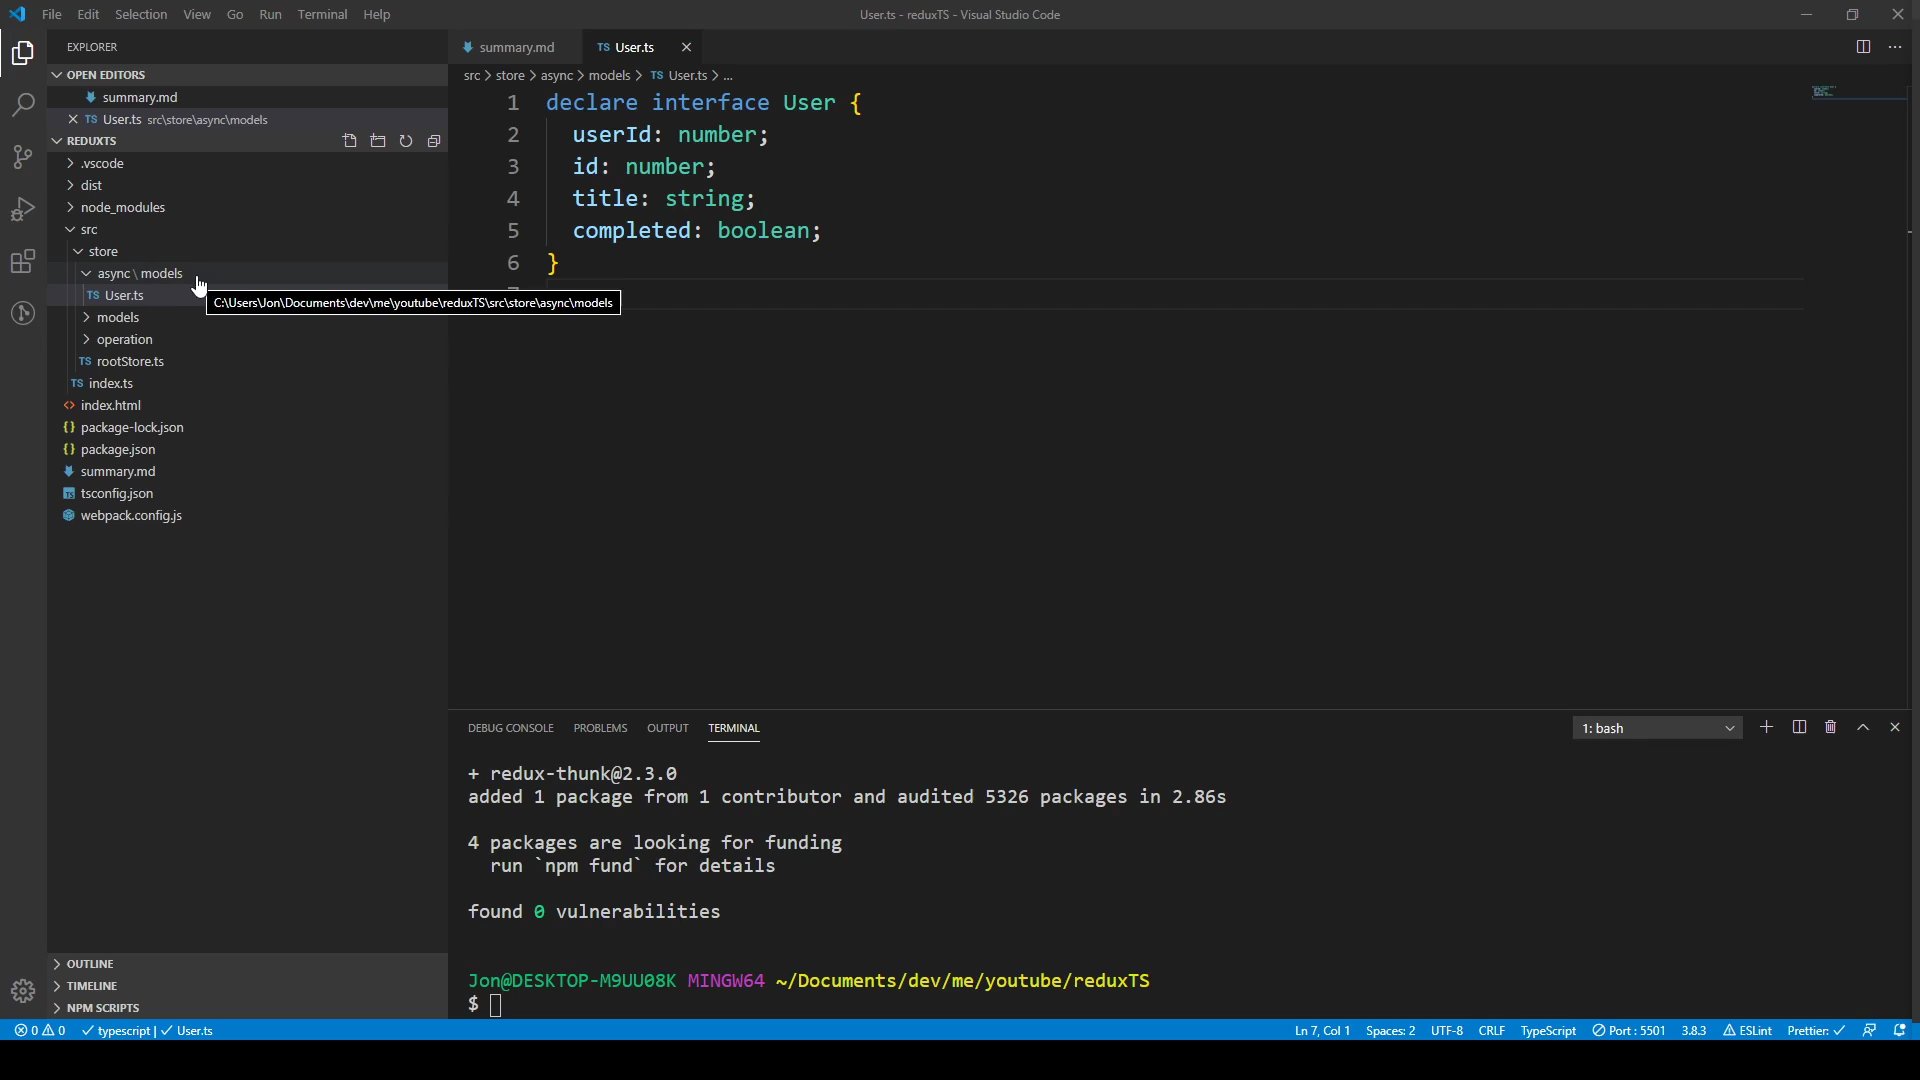 File Edit Selection View Go Run Terminal Help
User.ts - reduxTS - Visual Studio Code
EXPLORER
OPEN EDITORS
summary.md
TS User.ts src\store\async\models
REDUXTS
.vscode
dist
node_modules
src
store
async \ models
TS User.ts
models
operation
TS rootStore.ts
TS index.ts
<> index.html
{} package-lock.json
{} package.json
summary.md
TS tsconfig.json
webpack.config.js
OUTLINE
TIMELINE
NPM SCRIPTS
summary.md
TS User.ts
src > store > async > models > TS User.ts > ...
1 declare interface User {
2 userId: number;
3 id: number;
4 title: string;
5 completed: boolean;
6 }
C:\Users\Jon\Documents\dev\me\youtube\reduxTS\src\store\async\models
DEBUG CONSOLE PROBLEMS OUTPUT TERMINAL
1: bash
+ redux-thunk@2.3.0
added 1 package from 1 contributor and audited 5326 packages in 2.86s
4 packages are looking for funding
run `npm fund` for details
found 0 vulnerabilities
Jon@DESKTOP-M9UU08K MINGW64 ~/Documents/dev/me/youtube/reduxTS
$
0 0 typescript | User.ts
Ln 7, Col 1 Spaces: 2 UTF-8 CRLF TypeScript Port : 5501 3.8.3 ESLint Prettier: